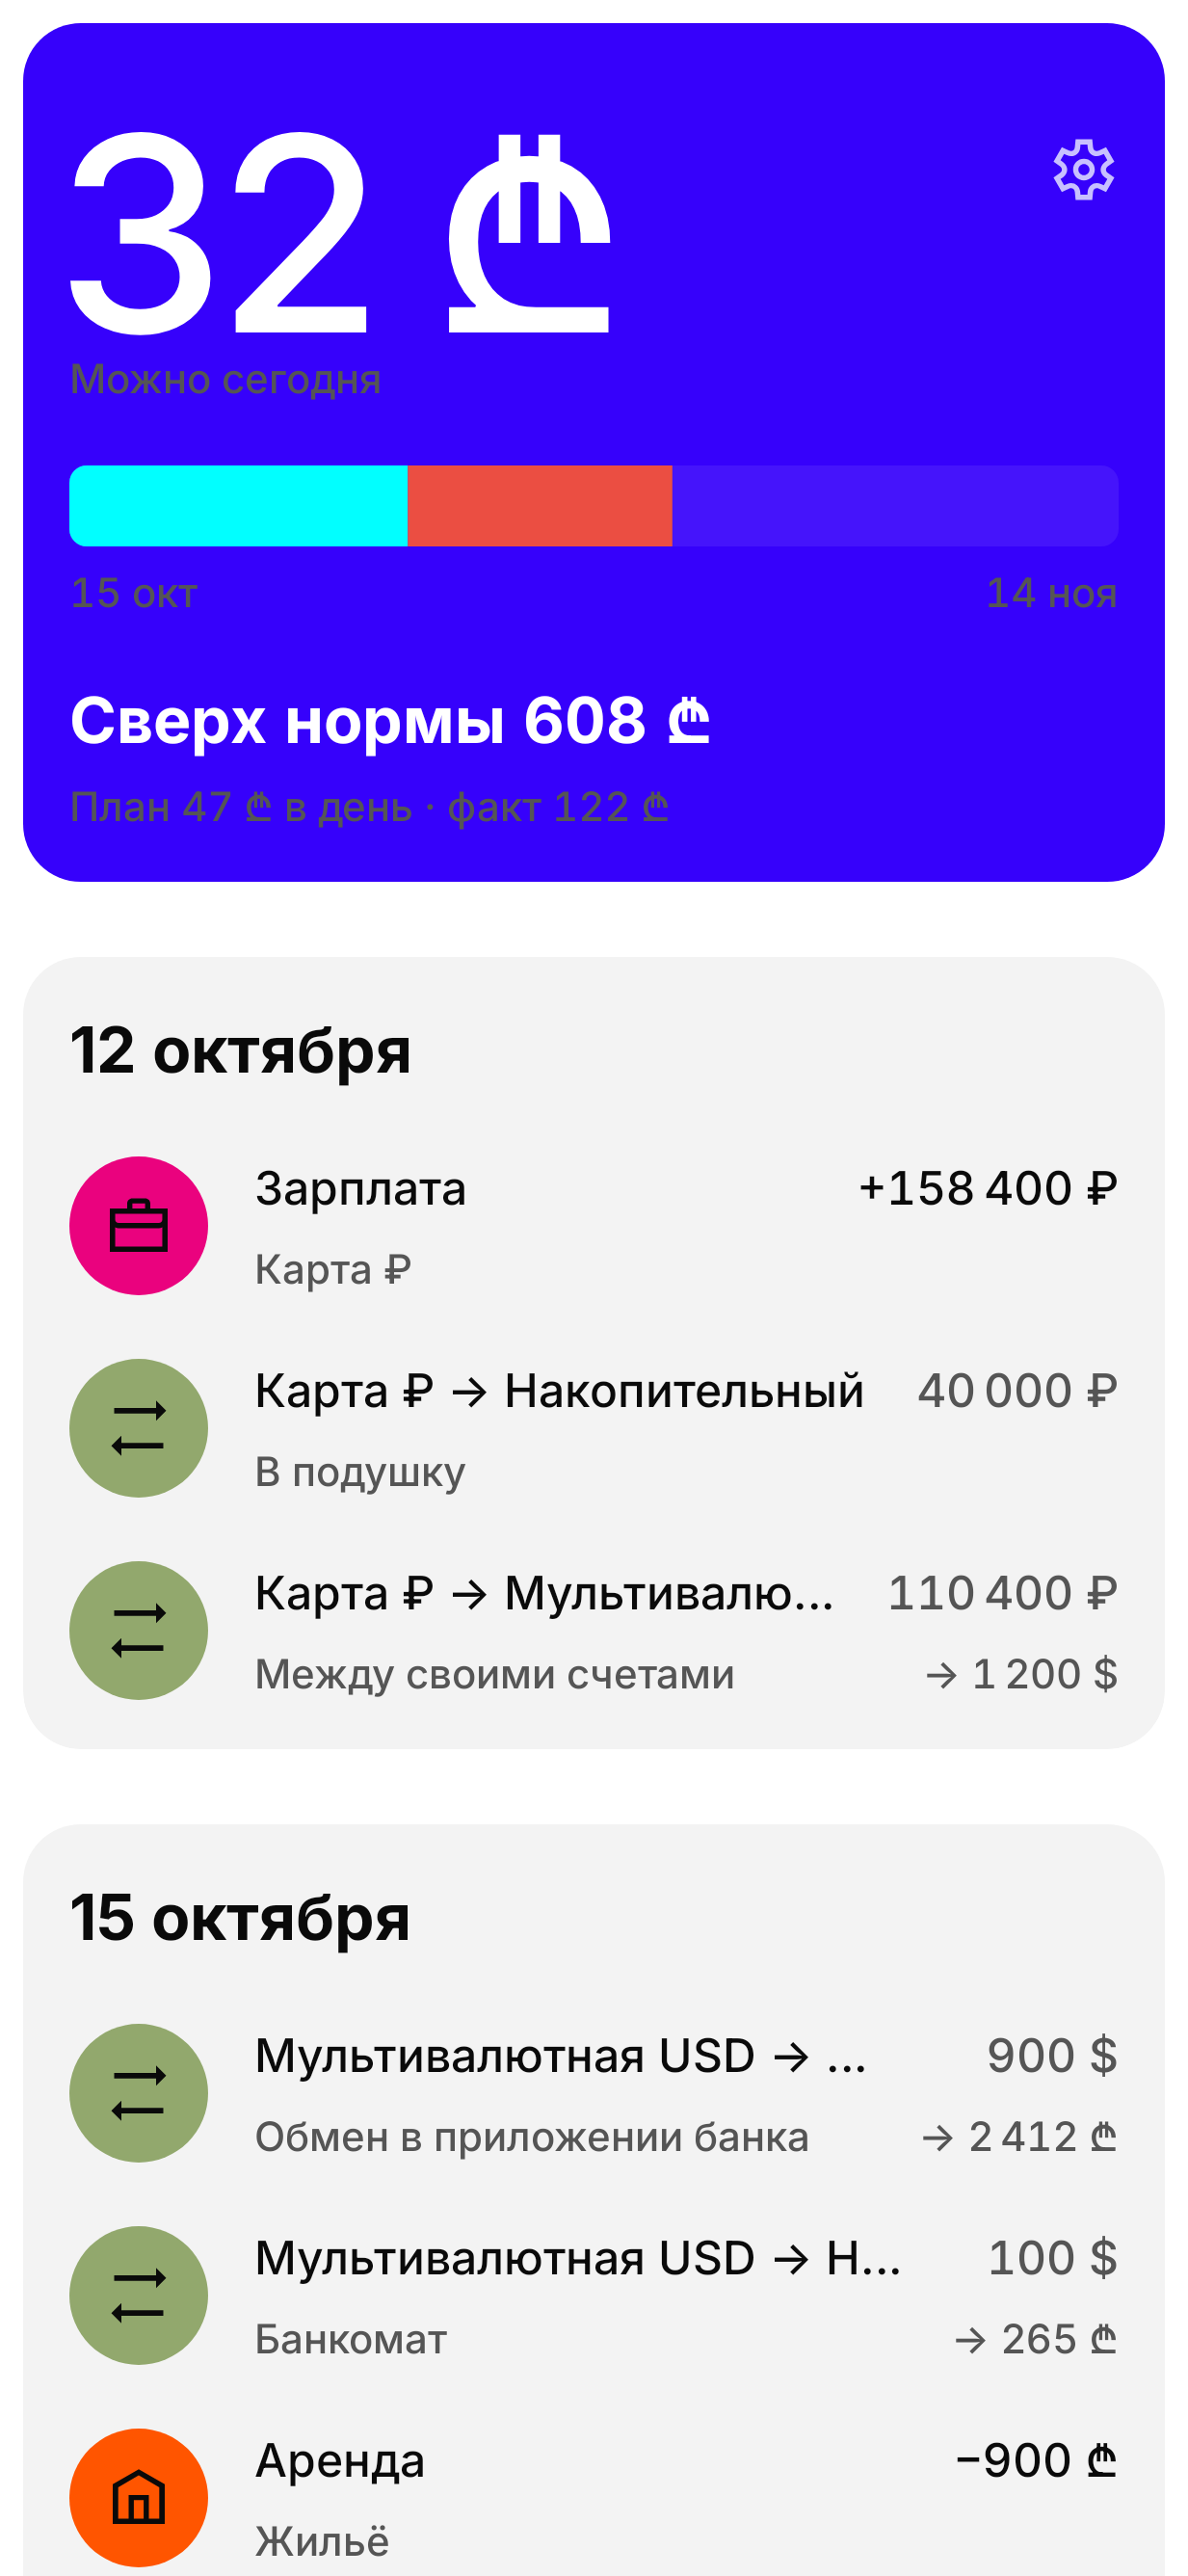 32 ₾
Можно сегодня
15 окт
14 ноя
Сверх нормы 608 ₾
План 47 ₾ в день · факт 122 ₾
12 октября
Зарплата
+158 400 ₽
Карта ₽
Карта ₽ → Накопительный
40 000 ₽
В подушку
Карта ₽ → Мультивалю...
110 400 ₽
Между своими счетами
→ 1 200 $
15 октября
Мультивалютная USD → ...
900 $
Обмен в приложении банка
→ 2 412 ₾
Мультивалютная USD → Н...
100 $
Банкомат
→ 265 ₾
Аренда
−900 ₾
Жильё